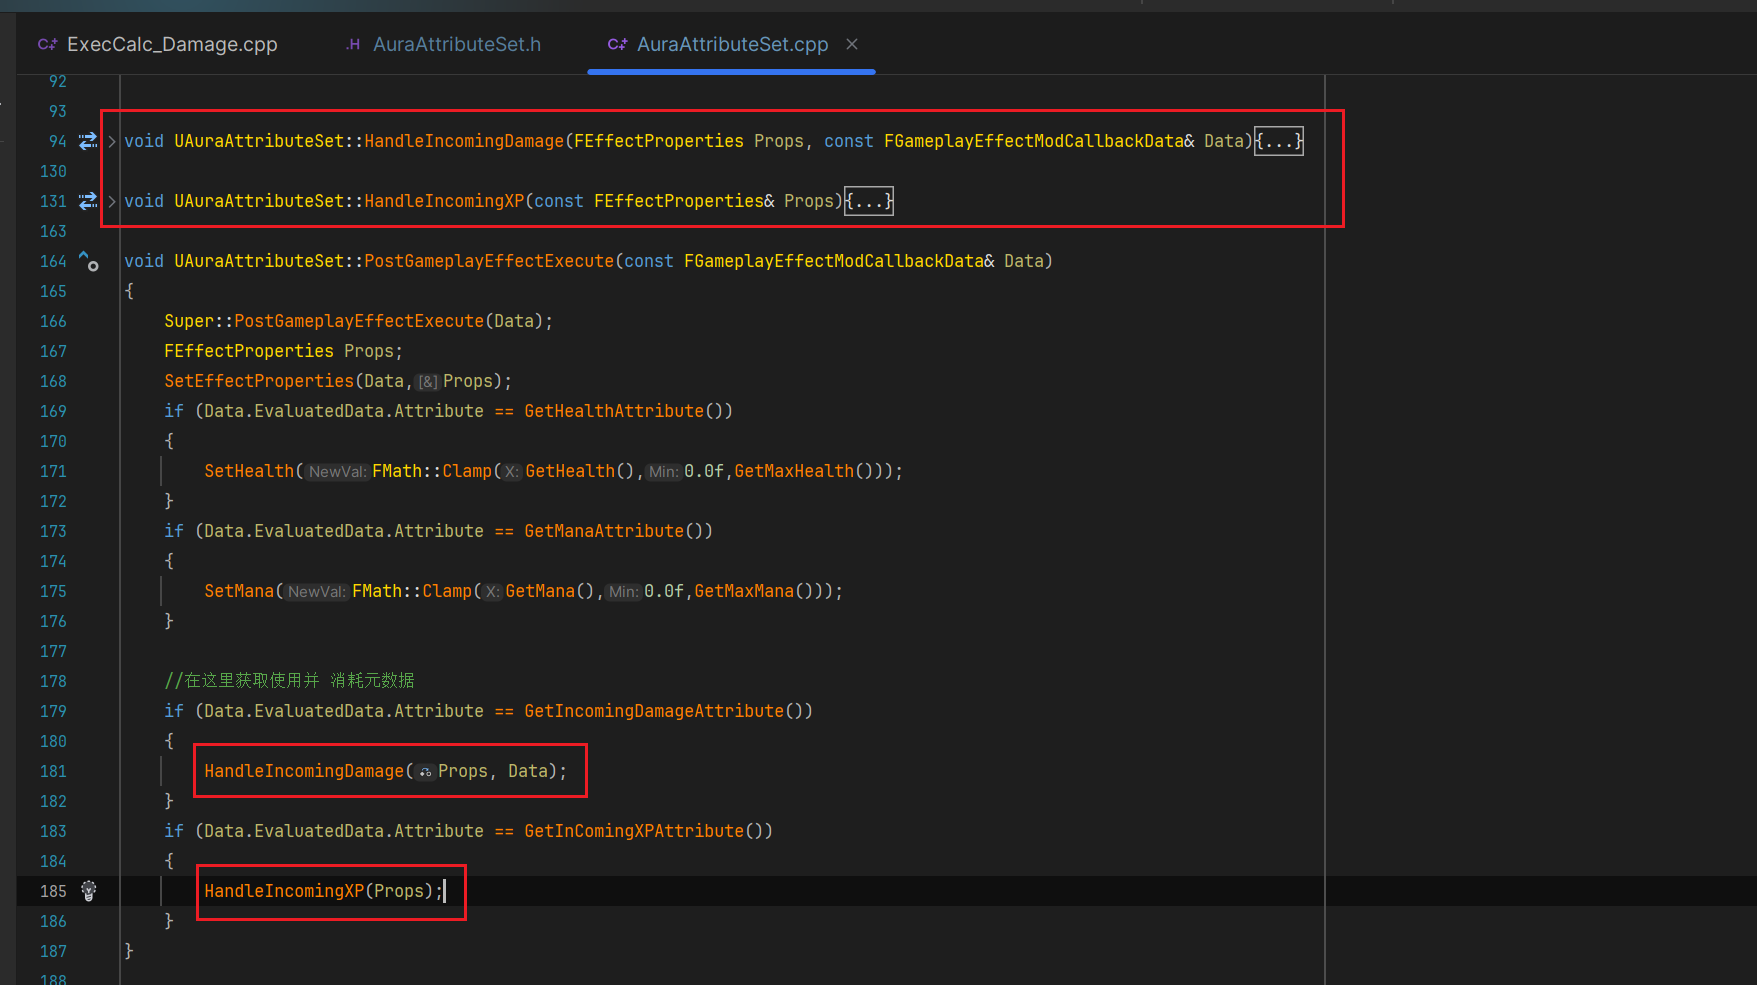 C++ ExecCalc_Damage.cpp .H AuraAttributeSet.h C++ AuraAttributeSet.cpp ×
92
93
94 void UAuraAttributeSet::HandleIncomingDamage(FEffectProperties Props, const FGameplayEffectModCallbackData& Data){...}
130
131 void UAuraAttributeSet::HandleIncomingXP(const FEffectProperties& Props){...}
163
164 void UAuraAttributeSet::PostGameplayEffectExecute(const FGameplayEffectModCallbackData& Data)
165 {
166 Super::PostGameplayEffectExecute(Data);
167 FEffectProperties Props;
168 SetEffectProperties(Data,[&]Props);
169 if (Data.EvaluatedData.Attribute == GetHealthAttribute())
170 {
171 SetHealth(NewVal:FMath::Clamp(X:GetHealth(),Min:0.0f,GetMaxHealth()));
172 }
173 if (Data.EvaluatedData.Attribute == GetManaAttribute())
174 {
175 SetMana(NewVal:FMath::Clamp(X:GetMana(),Min:0.0f,GetMaxMana()));
176 }
177
178 //在这里获取使用并 消耗元数据
179 if (Data.EvaluatedData.Attribute == GetIncomingDamageAttribute())
180 {
181 HandleIncomingDamage(Props, Data);
182 }
183 if (Data.EvaluatedData.Attribute == GetInComingXPAttribute())
184 {
185 HandleIncomingXP(Props);
186 }
187 }
188